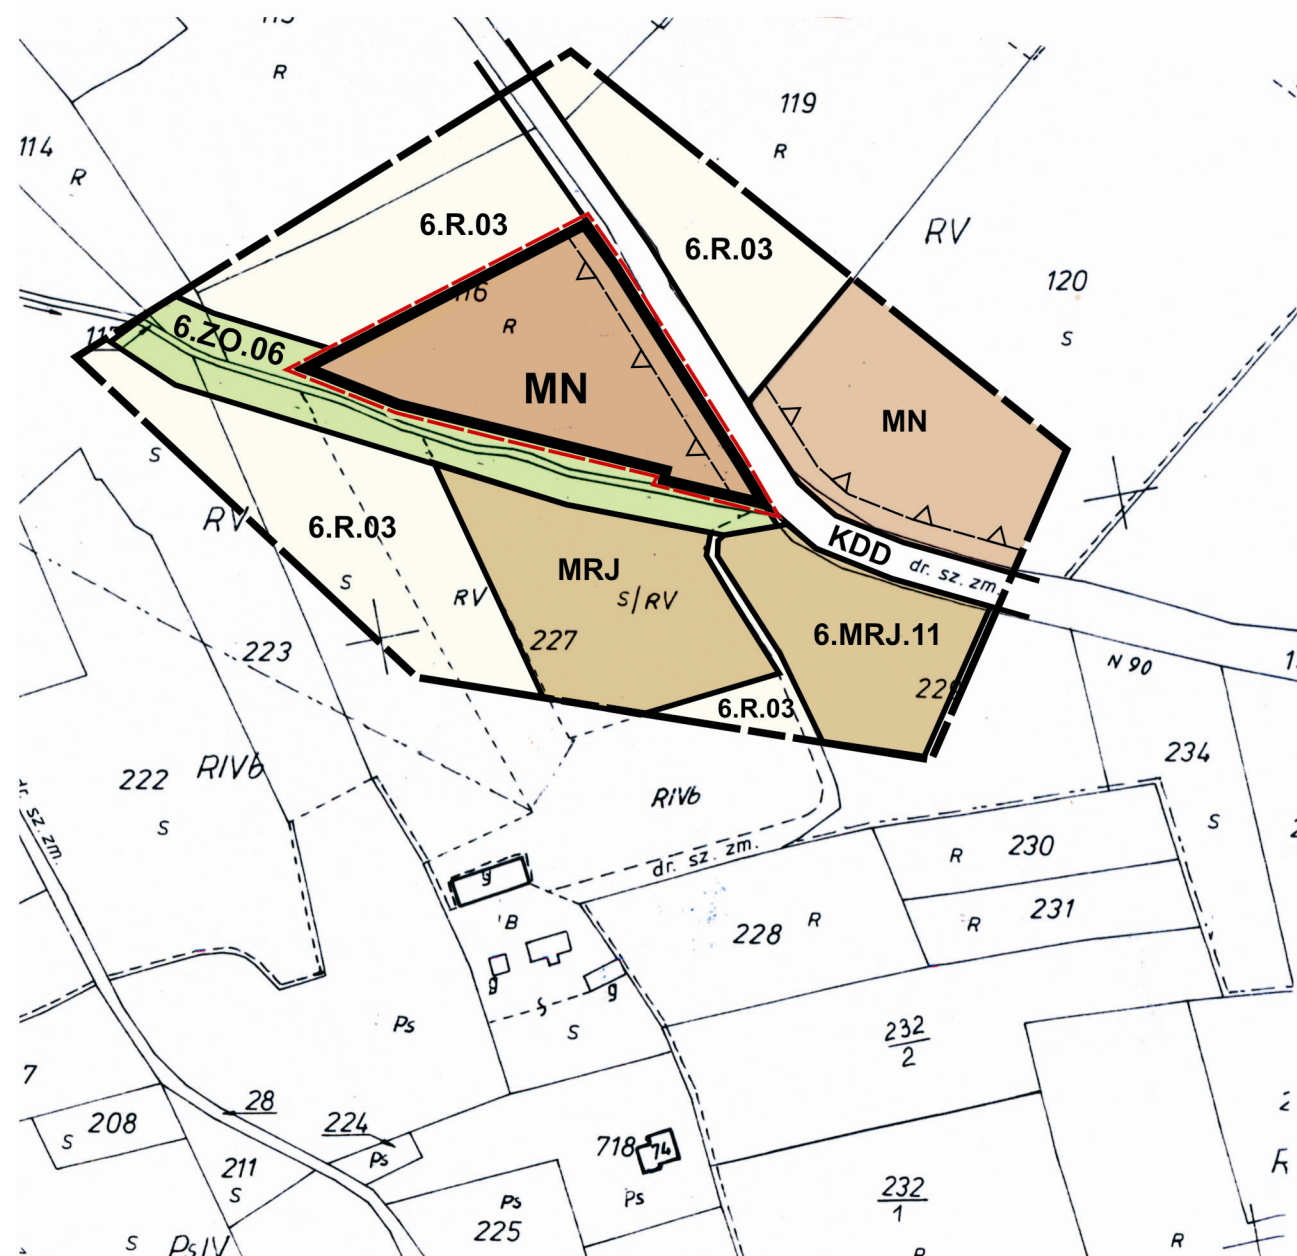 R
119
R
114
R
6.R.03
6.R.03
RV
120
S
116
R
6.ZO.06
MN
MN
S
RV
6.R.03
KDD
dr. sz. zm.
MRJ
S
RV
S/RV
6.MRJ.11
227
223
N 90
6.R.03
234
222
RIVb
S
RIVb
S
dr. sz. zm.
dr. sz. zm.
R
230
g
R
231
B
228
R
g
g
Ps
S
232
2
7
28
208
S
224
718
74
211
S
Ps
Ps
Ps
225
232
1
S
PsIV
R